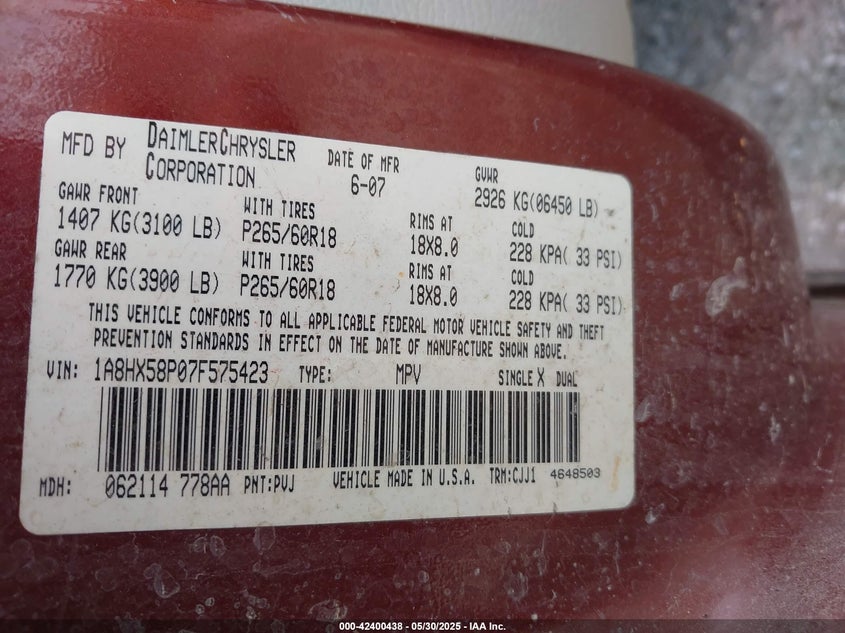 MFD BY DAIMLERCHRYSLER CORPORATION DATE OF MFR 6-07 GVWR 2926 KG(06450 LB)
GAWR FRONT WITH TIRES RIMS AT COLD
1407 KG(3100 LB) P265/60R18 18X8.0 228 KPA( 33 PSI)
GAWR REAR WITH TIRES RIMS AT COLD
1770 KG(3900 LB) P265/60R18 18X8.0 228 KPA( 33 PSI)
THIS VEHICLE CONFORMS TO ALL APPLICABLE FEDERAL MOTOR VEHICLE SAFETY AND THEFT
PREVENTION STANDARDS IN EFFECT ON THE DATE OF MANUFACTURE SHOWN ABOVE.
VIN: 1A8HX58P07F575423 TYPE: MPV SINGLE X DUAL
MDH: 062114 778AA PNT:PVJ VEHICLE MADE IN U.S.A. TRM:CJJ1 4648503
000-42400438 - 05/30/2025 - IAA Inc.